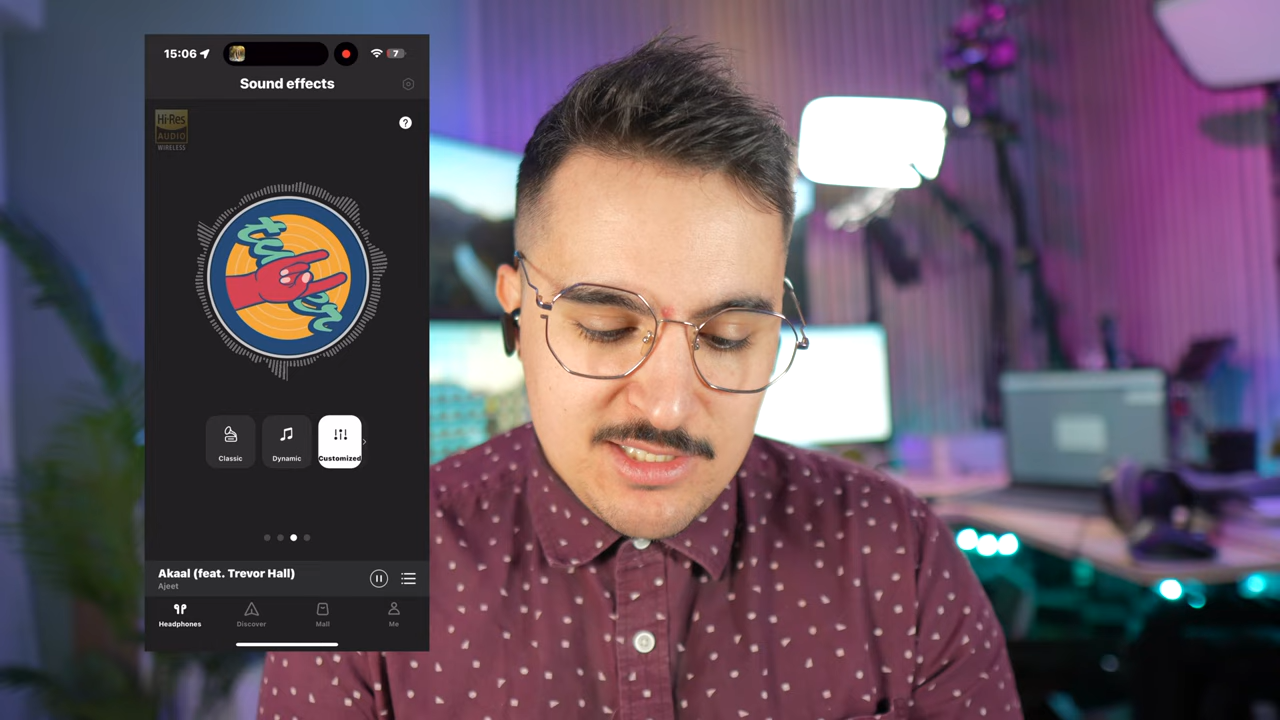 15:06
7
Sound effects
Hi-Res
AUDIO
WIRELESS
?
Classic
Dynamic
Customized
Akaal (feat. Trevor Hall)
Ajeet
Headphones
Discover
Mall
Me